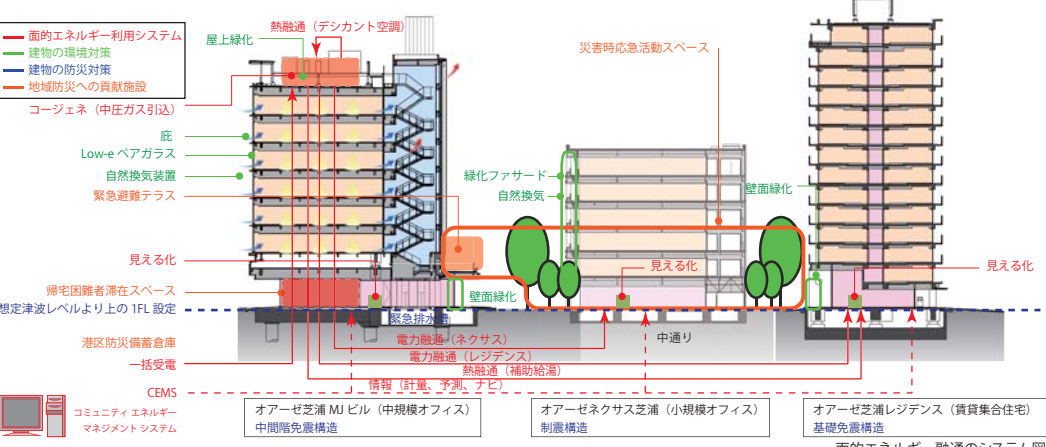 面的エネルギー利用システム
建物の環境対策
建物の防災対策
地域防災への貢献施設
熱融通（デシカント空調）
屋上緑化
災害時応急活動スペース
コージェネ（中圧ガス引込）
庇
Low-e ペアガラス
自然換気装置
緊急避難テラス
緑化ファサード
自然換気
壁面緑化
見える化
見える化
見える化
帰宅困難者滞在スペース
壁面緑化
想定津波レベルより上の 1FL 設定
緊急排水槽
港区防災備蓄倉庫
電力融通（ネクサス）
中通り
一括受電
電力融通（レジデンス）
熱融通（補助給湯）
CEMS
情報（計量、予測、ナビ）
コミュニティ エネルギー
マネジメント システム
オアーゼ芝浦 MJ ビル（中規模オフィス）
中間階免震構造
オアーゼネクサス芝浦（小規模オフィス）
制震構造
オアーゼ芝浦レジデンス（賃貸集合住宅）
基礎免震構造
面的エネルギー融通のシステム図